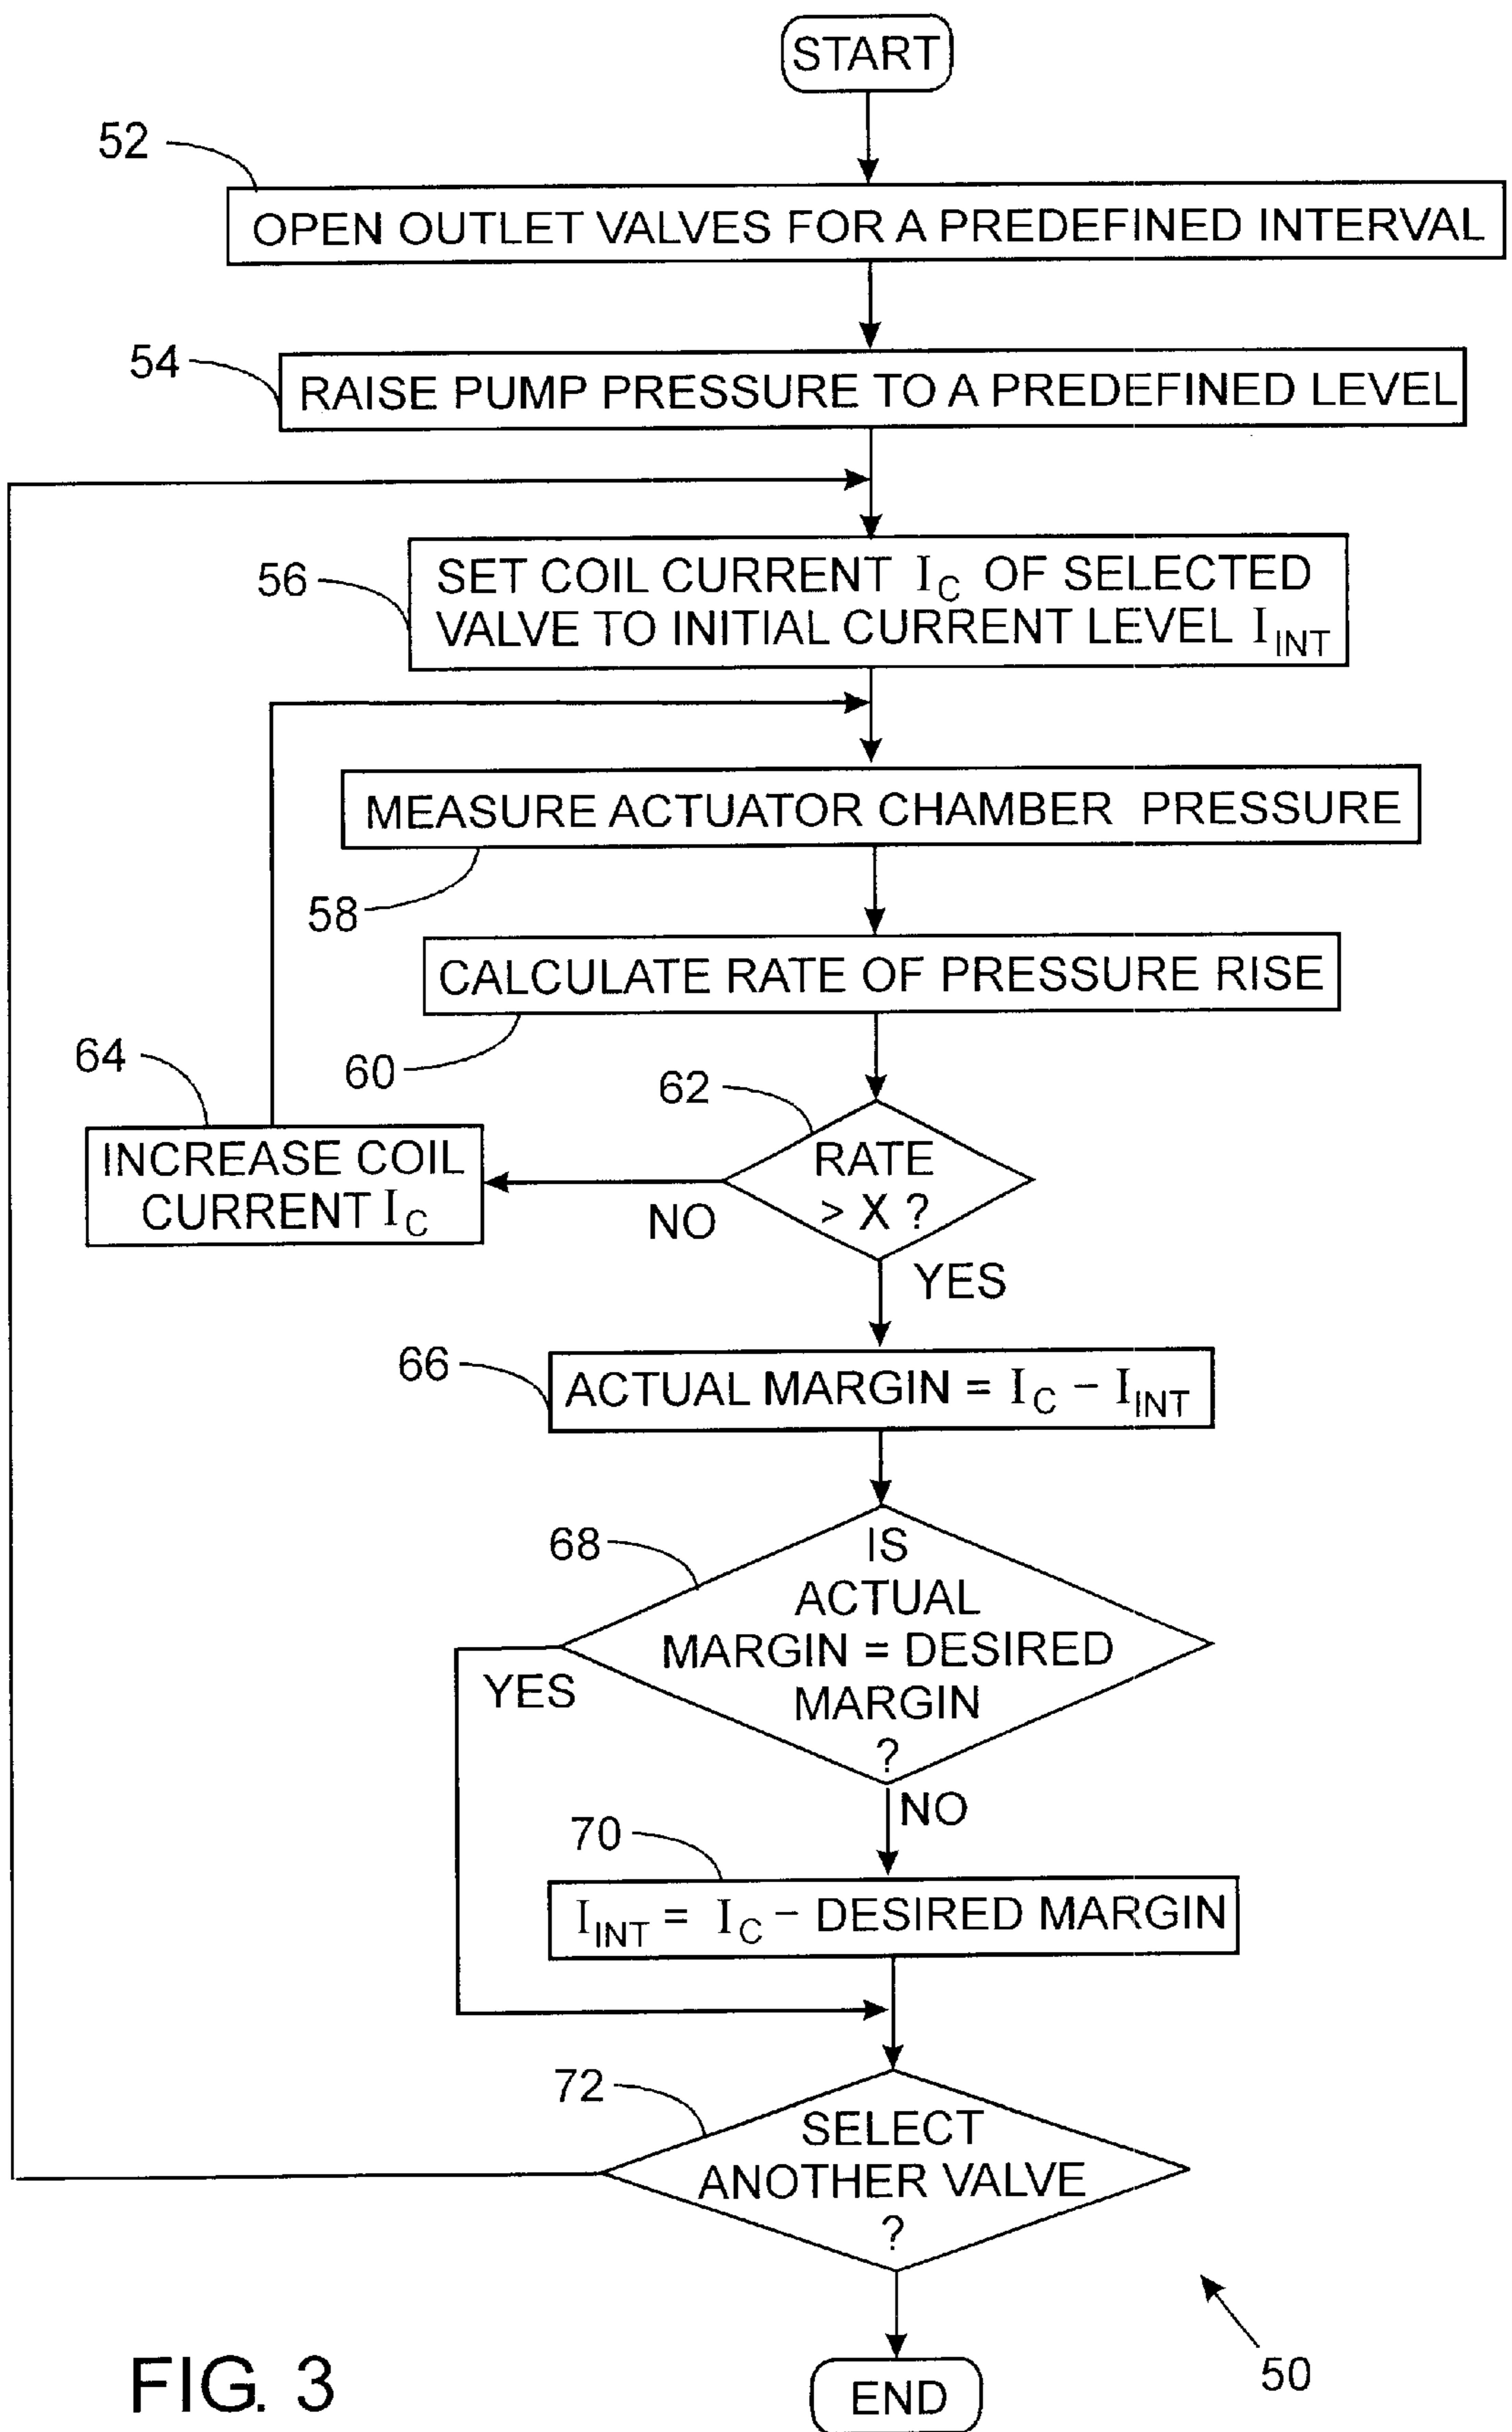 START
52
OPEN OUTLET VALVES FOR A PREDEFINED INTERVAL
54
RAISE PUMP PRESSURE TO A PREDEFINED LEVEL
56
SET COIL CURRENT I_C OF SELECTED
VALVE TO INITIAL CURRENT LEVEL I_INT
MEASURE ACTUATOR CHAMBER PRESSURE
58
CALCULATE RATE OF PRESSURE RISE
60
62
64
RATE
> X ?
INCREASE COIL
CURRENT I_C
NO
YES
66
ACTUAL MARGIN = I_C – I_INT
68
IS
ACTUAL
MARGIN = DESIRED
MARGIN
?
YES
NO
70
I_INT = I_C – DESIRED MARGIN
72
SELECT
ANOTHER VALVE
?
50
END
FIG. 3